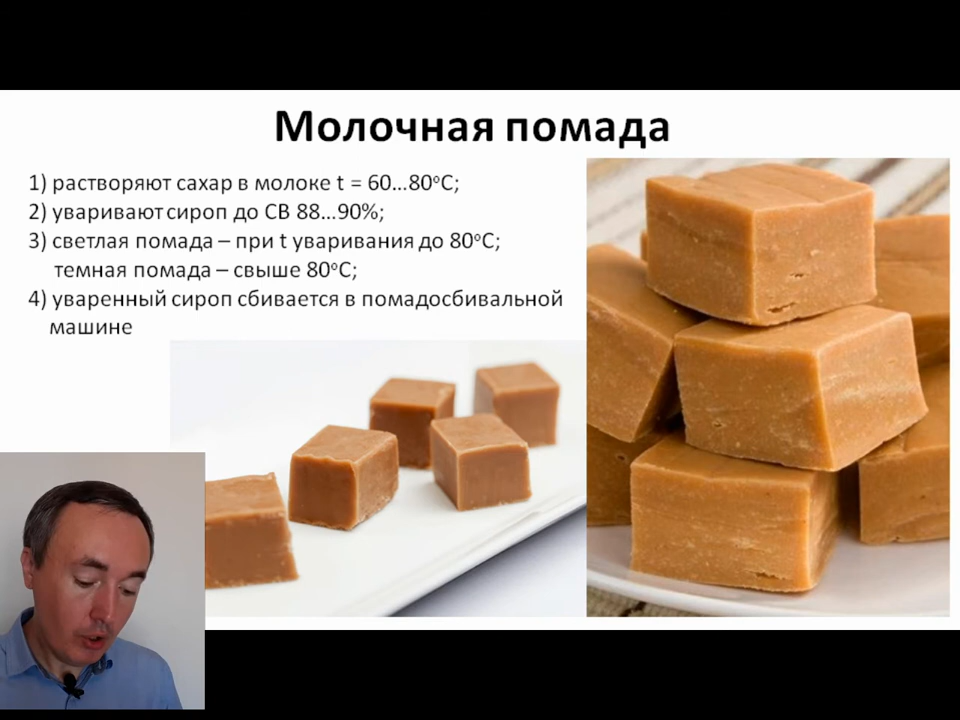 Молочная помада
1) растворяют сахар в молоке t = 60...80°С;
2) уваривают сироп до СВ 88...90%;
3) светлая помада – при t уваривания до 80°С;
темная помада – свыше 80°С;
4) уваренный сироп сбивается в помадосбивальной
машине